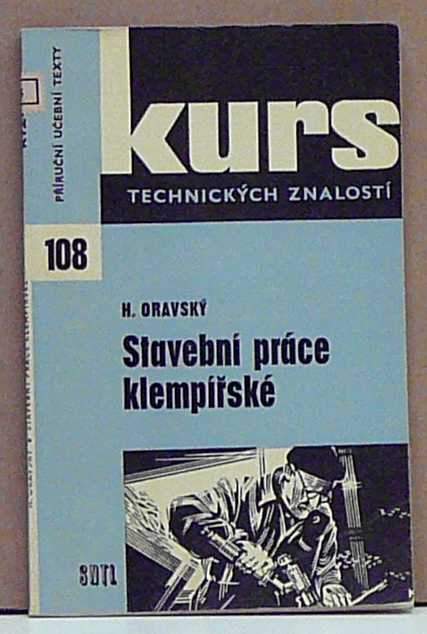 PŘÍRUČNÍ UČEBNÍ TEXTY
kurs
TECHNICKÝCH ZNALOSTÍ
108
H. ORAVSKÝ
Stavební práce
klempířské
SNTL